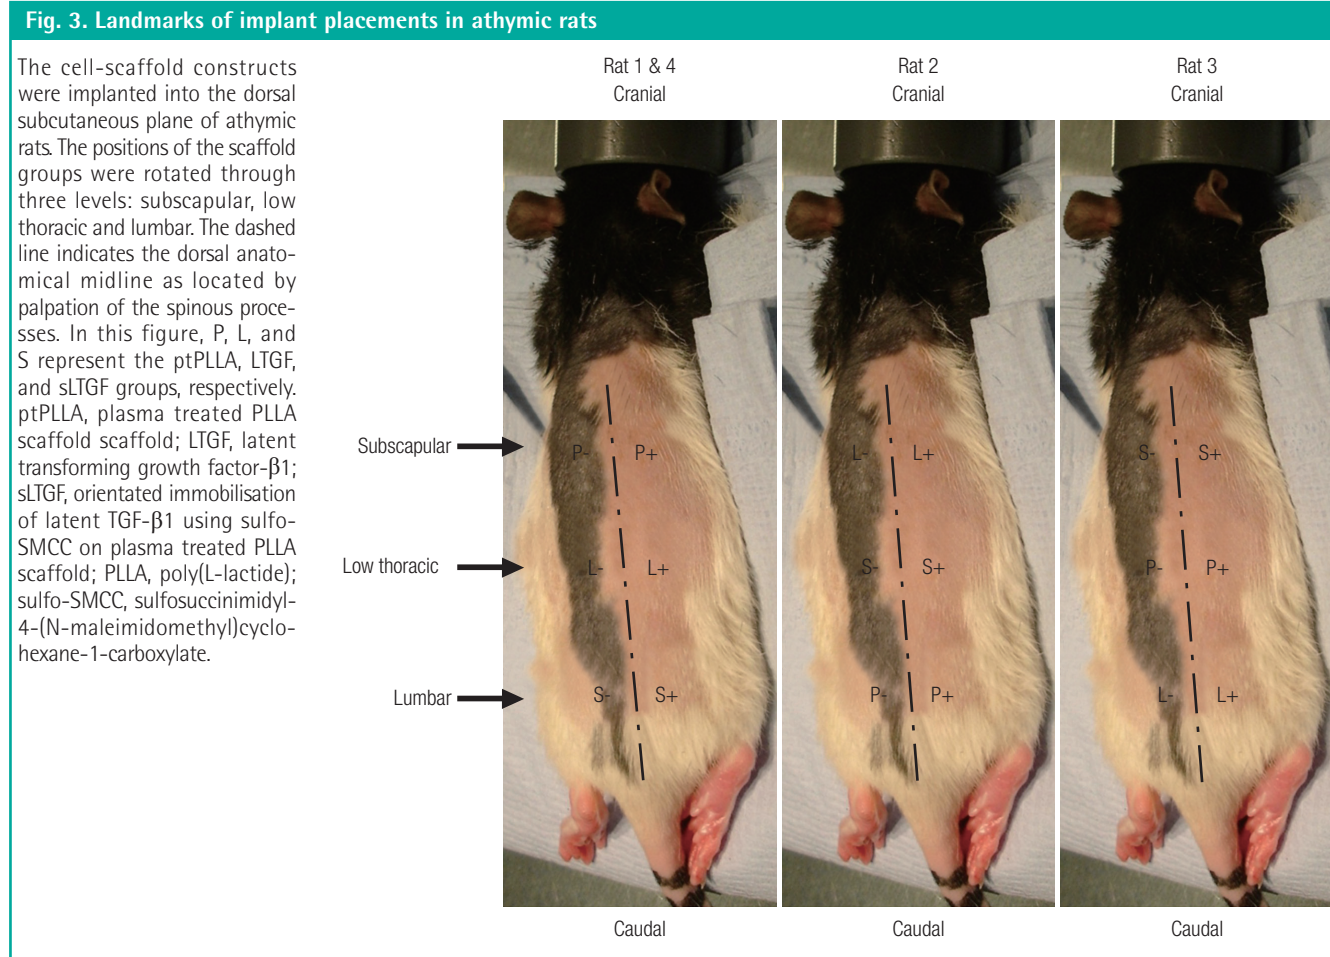 Fig. 3. Landmarks of implant placements in athymic rats
The cell-scaffold constructs
were implanted into the dorsal
subcutaneous plane of athymic
rats. The positions of the scaffold
groups were rotated through
three levels: subscapular, low
thoracic and lumbar. The dashed
line indicates the dorsal anato-
mical midline as located by
palpation of the spinous proce-
sses. In this figure, P, L, and
S represent the ptPLLA, LTGF,
and sLTGF groups, respectively.
ptPLLA, plasma treated PLLA
scaffold scaffold; LTGF, latent
transforming growth factor-β1;
sLTGF, orientated immobilisation
of latent TGF-β1 using sulfo-
SMCC on plasma treated PLLA
scaffold; PLLA, poly(L-lactide);
sulfo-SMCC, sulfosuccinimidyl-
4-(N-maleimidomethyl)cyclo-
hexane-1-carboxylate.
Rat 1 & 4
Cranial
Rat 2
Cranial
Rat 3
Cranial
Subscapular
P- P+
L- L+
S- S+
Low thoracic
L- L+
S- S+
P- P+
Lumbar
S- S+
P- P+
L- L+
Caudal
Caudal
Caudal